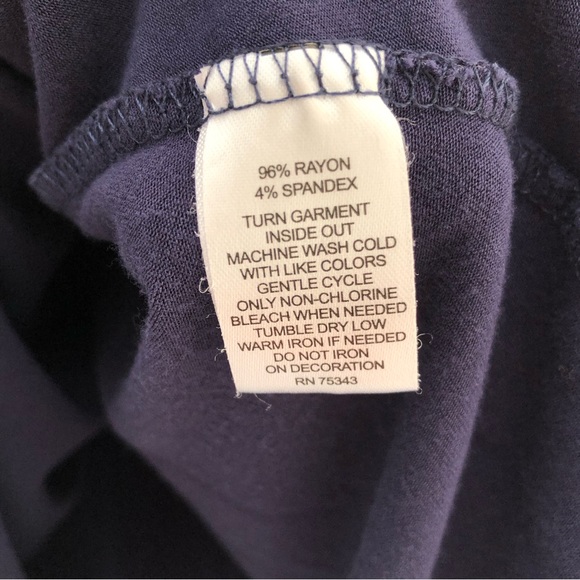 96% RAYON
4% SPANDEX
TURN GARMENT
INSIDE OUT
MACHINE WASH COLD
WITH LIKE COLORS
GENTLE CYCLE
ONLY NON-CHLORINE
BLEACH WHEN NEEDED
TUMBLE DRY LOW
WARM IRON IF NEEDED
DO NOT IRON
ON DECORATION
RN 75343